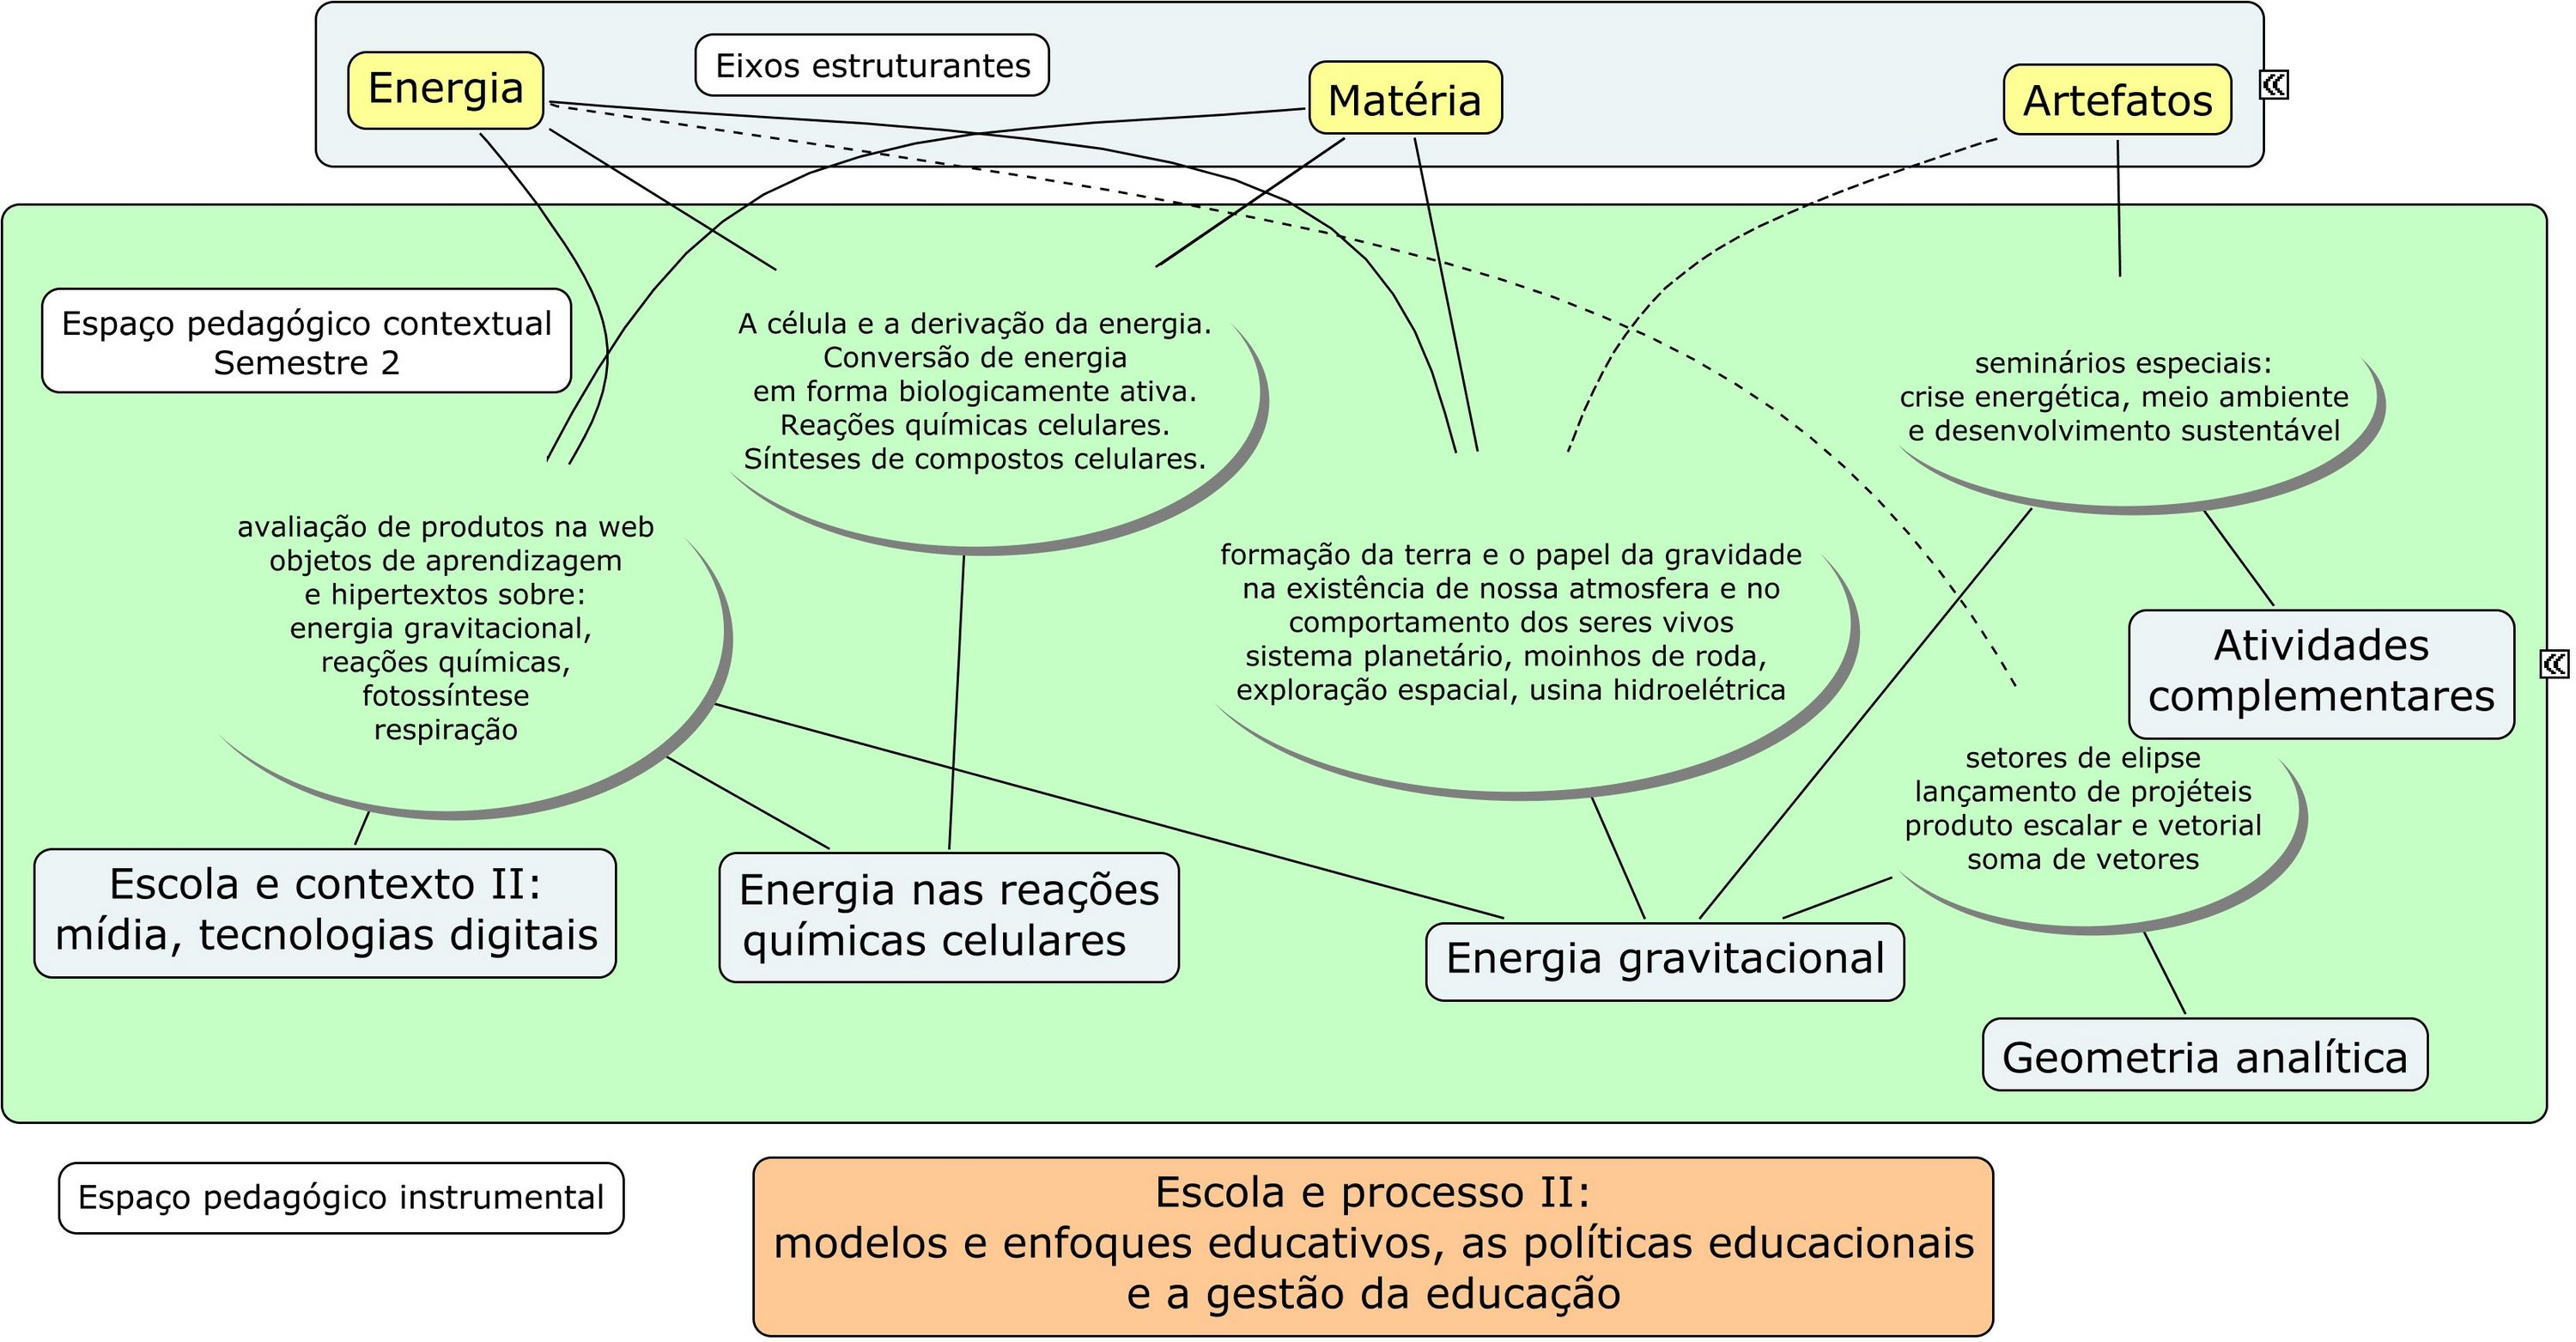 Energia
Eixos estruturantes
Matéria
Artefatos
Espaço pedagógico contextual
Semestre 2
A célula e a derivação da energia.
Conversão de energia
em forma biologicamente ativa.
Reações químicas celulares.
Sínteses de compostos celulares.
seminários especiais:
crise energética, meio ambiente
e desenvolvimento sustentável
avaliação de produtos na web
objetos de aprendizagem
e hipertextos sobre:
energia gravitacional,
reações químicas,
fotossíntese
respiração
formação da terra e o papel da gravidade
na existência de nossa atmosfera e no
comportamento dos seres vivos
sistema planetário, moinhos de roda,
exploração espacial, usina hidroelétrica
Atividades
complementares
setores de elipse
lançamento de projéteis
produto escalar e vetorial
soma de vetores
Escola e contexto II:
mídia, tecnologias digitais
Energia nas reações
químicas celulares
Energia gravitacional
Geometria analítica
Espaço pedagógico instrumental
Escola e processo II:
modelos e enfoques educativos, as políticas educacionais
e a gestão da educação